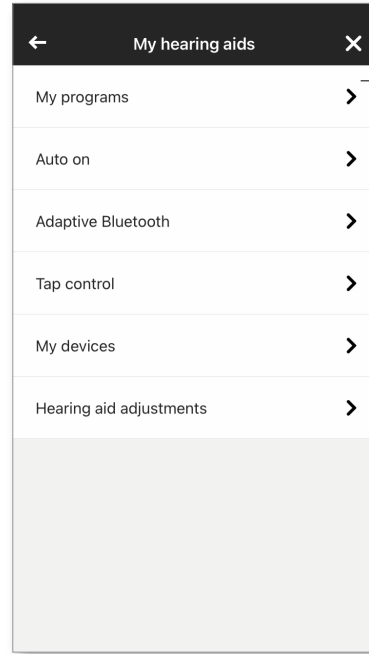 My hearing aids
My programs
Auto on
Adaptive Bluetooth
Tap control
My devices
Hearing aid adjustments